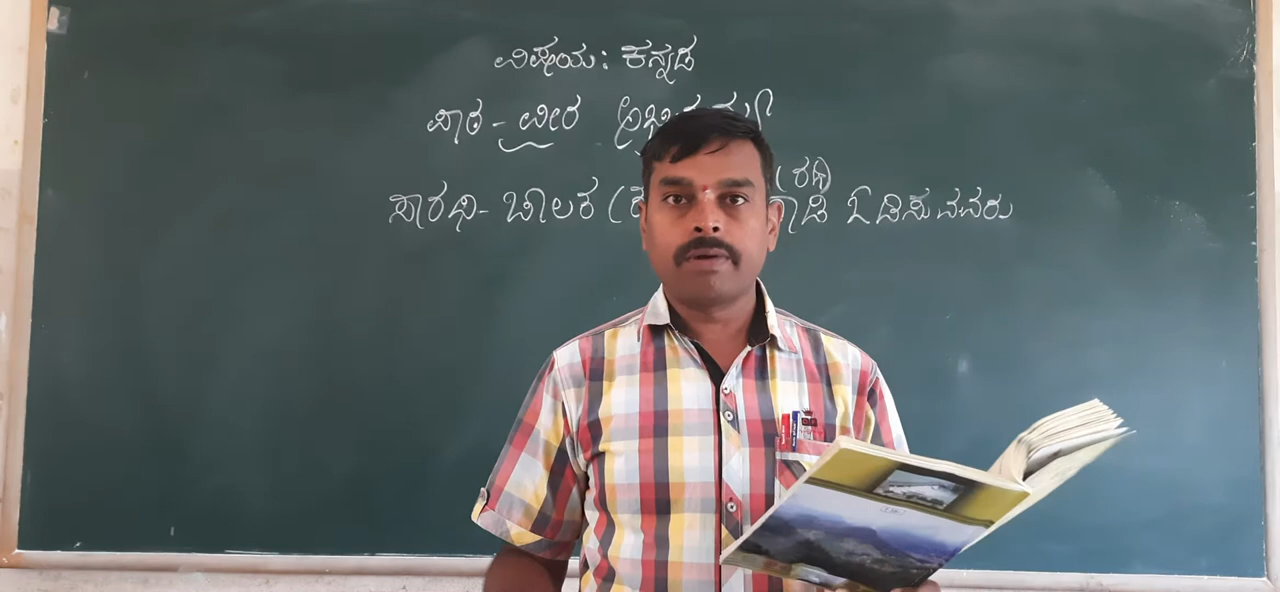 ವಿಷಯ: ಕನ್ನಡ
ಪಾಠ - ವೀರ
(ರಥ)
ಸಾರಥಿ - ಚಾಲಕ ಗಾಡಿ ಓಡಿಸುವವರು